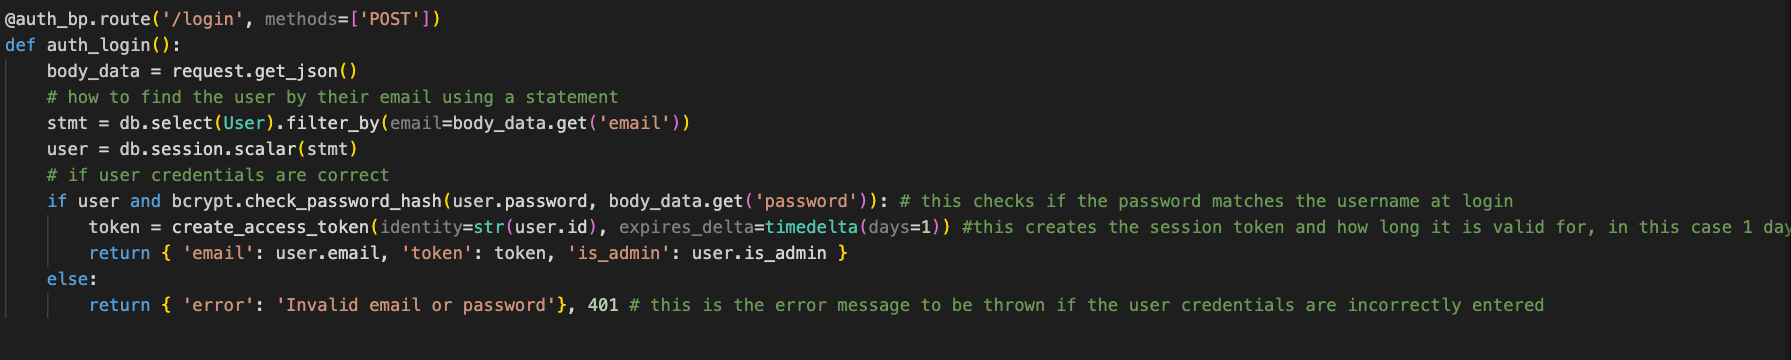 @auth_bp.route('/login', methods=['POST'])
def auth_login():
    body_data = request.get_json()
    # how to find the user by their email using a statement
    stmt = db.select(User).filter_by(email=body_data.get('email'))
    user = db.session.scalar(stmt)
    # if user credentials are correct
    if user and bcrypt.check_password_hash(user.password, body_data.get('password')): # this checks if the password matches the username at login
        token = create_access_token(identity=str(user.id), expires_delta=timedelta(days=1)) #this creates the session token and how long it is valid for, in this case 1 day
        return { 'email': user.email, 'token': token, 'is_admin': user.is_admin }
    else:
        return { 'error': 'Invalid email or password'}, 401 # this is the error message to be thrown if the user credentials are incorrectly entered